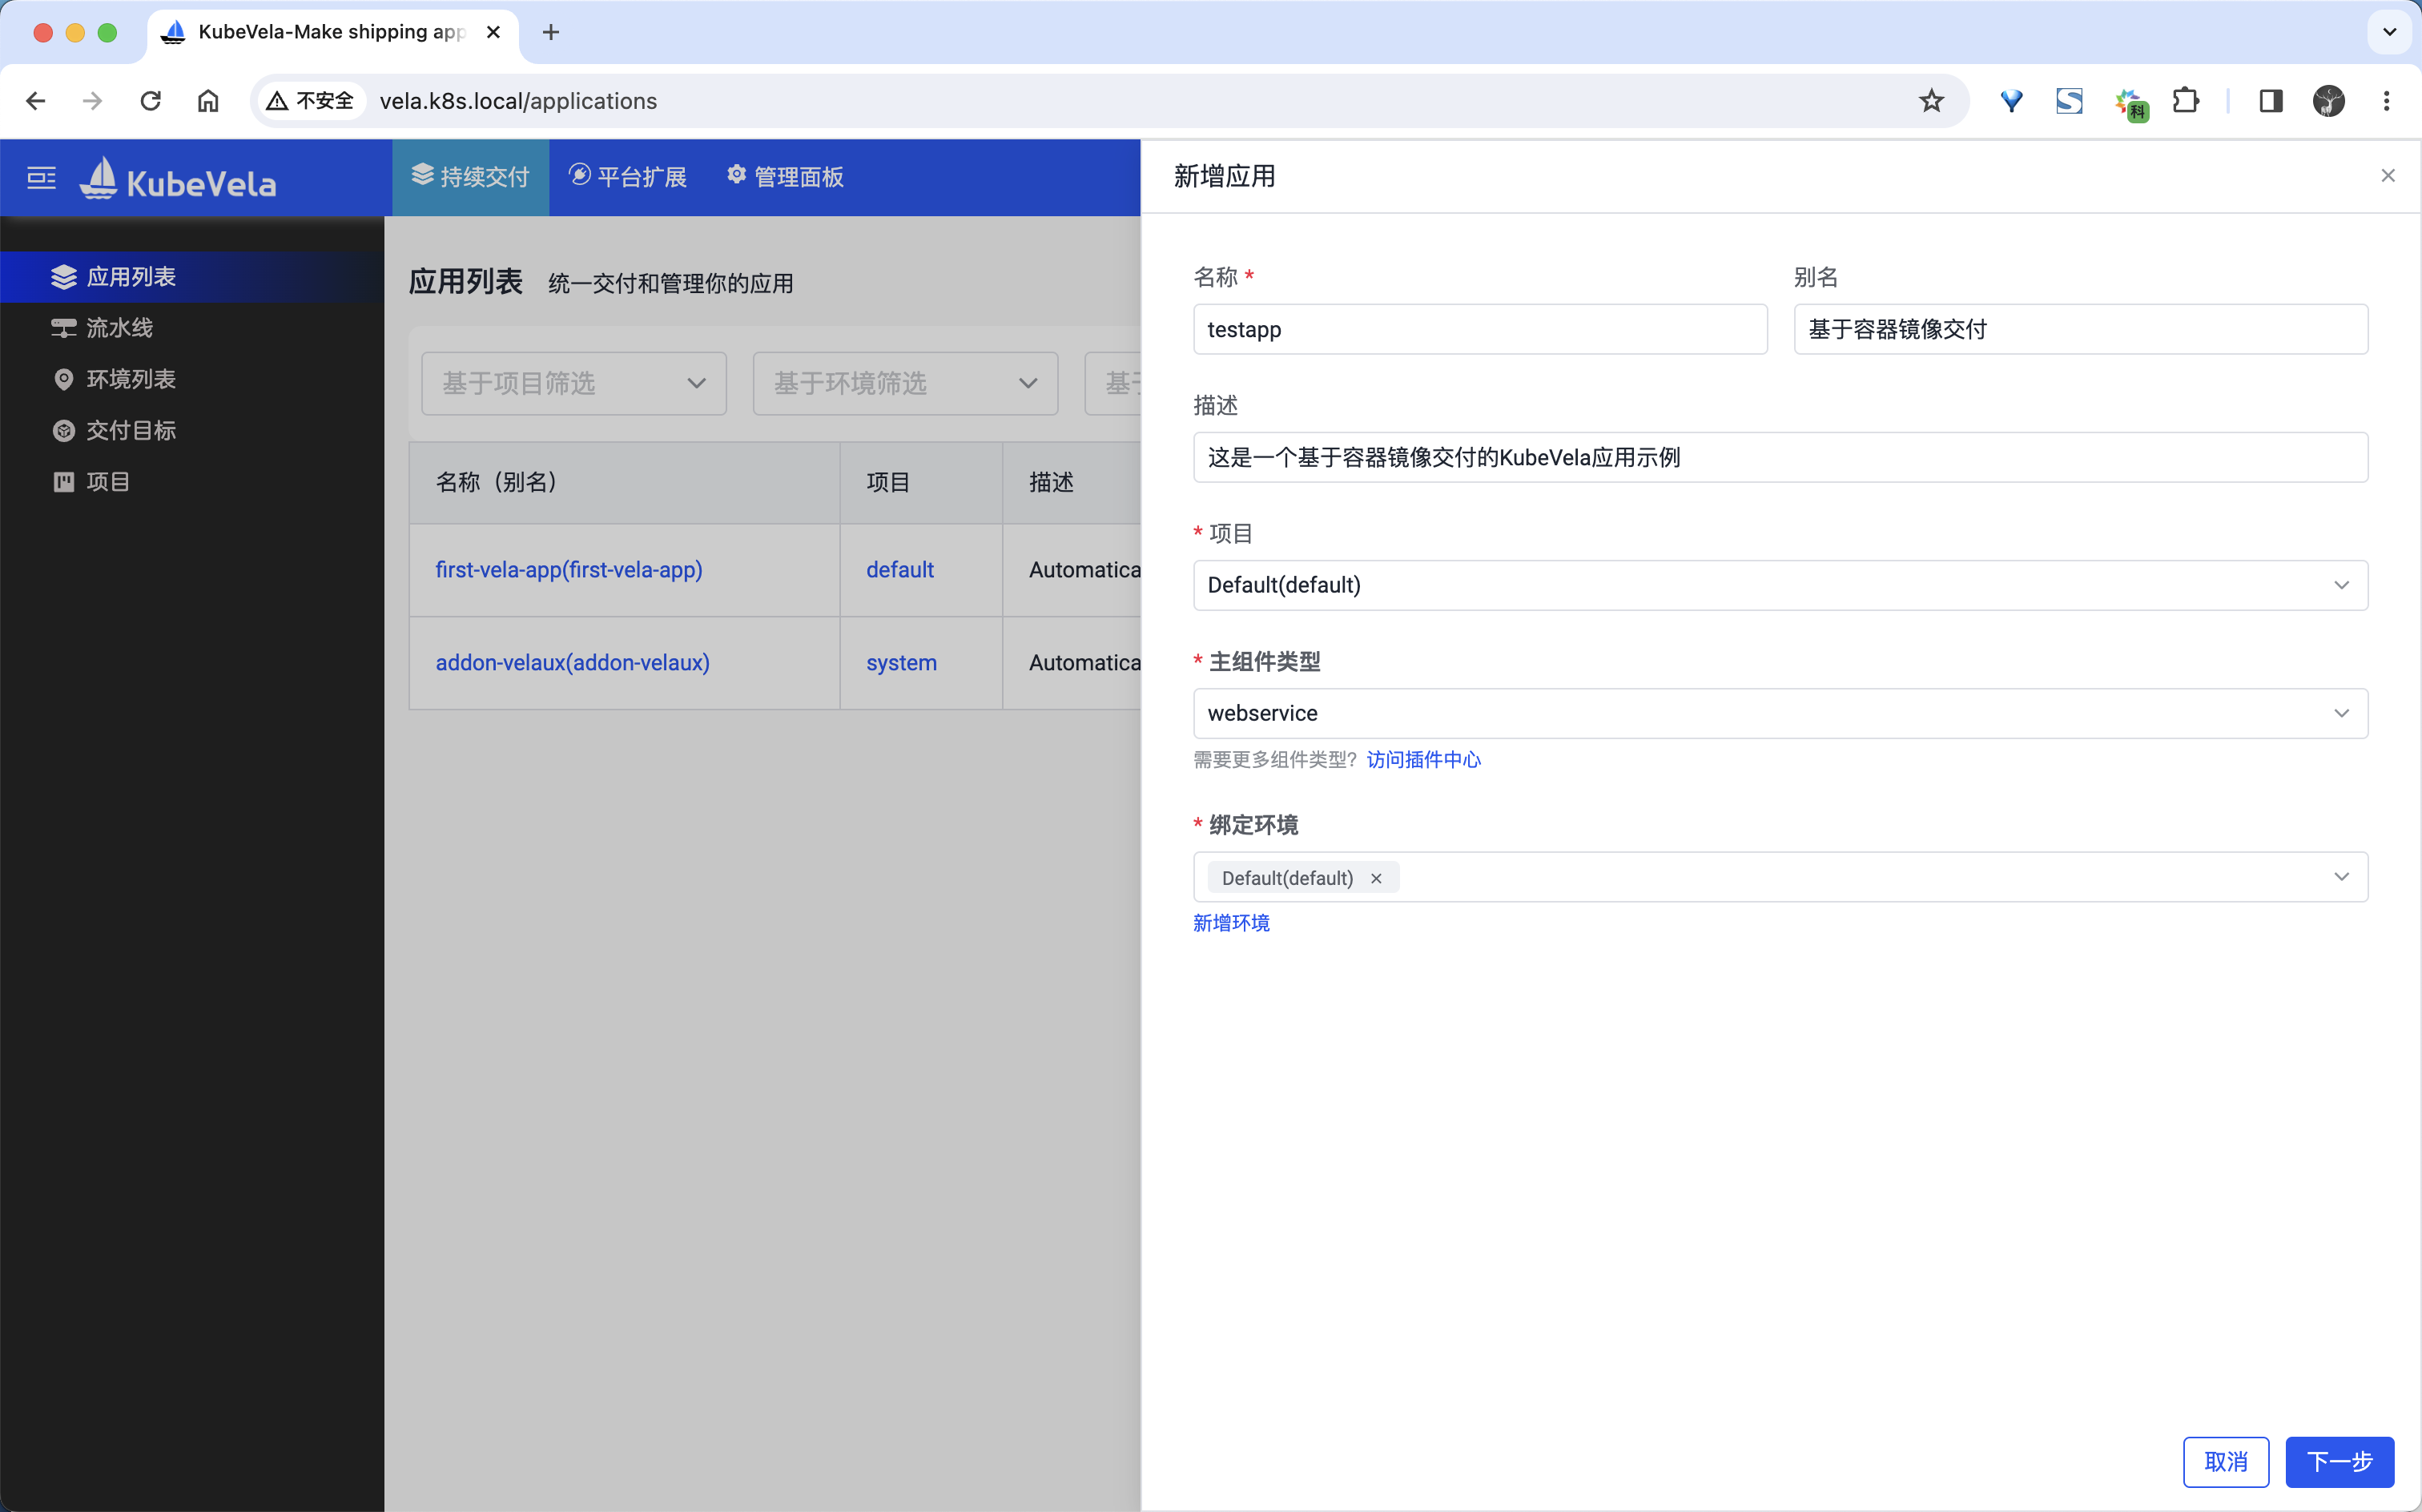 KubeVela-Make shipping app
不安全 vela.k8s.local/applications
科
KubeVela
持续交付
平台扩展
管理面板
应用列表
流水线
环境列表
交付目标
项目
应用列表 统一交付和管理你的应用
基于项目筛选
基于环境筛选
基于
名称（别名） 项目 描述
first-vela-app(first-vela-app) default Automatica
addon-velaux(addon-velaux) system Automatica
新增应用
名称 *
testapp
别名
基于容器镜像交付
描述
这是一个基于容器镜像交付的KubeVela应用示例
* 项目
Default(default)
* 主组件类型
webservice
需要更多组件类型? 访问插件中心
* 绑定环境
Default(default)
新增环境
取消 下一步